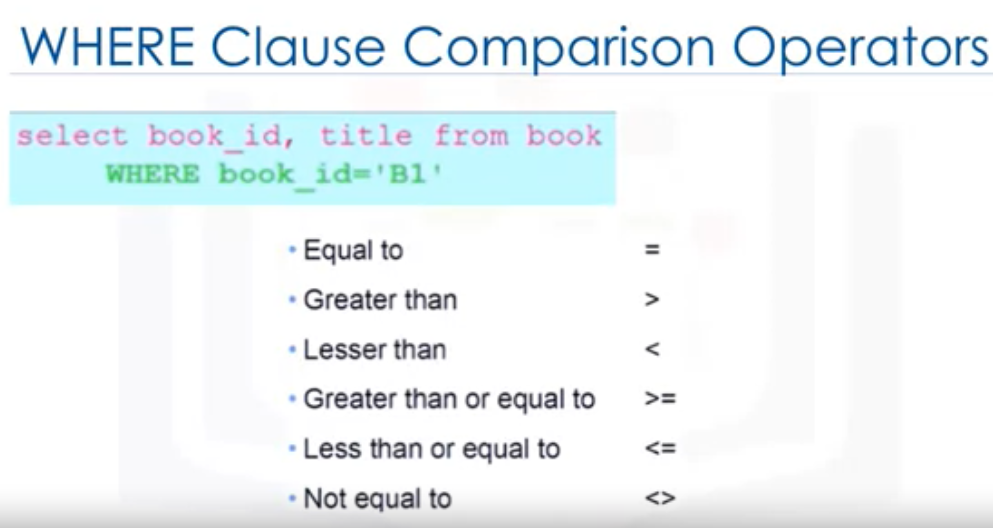 WHERE Clause Comparison Operators
select book_id, title from book
WHERE book_id='B1'
• Equal to =
• Greater than >
• Lesser than <
• Greater than or equal to >=
• Less than or equal to <=
• Not equal to <>